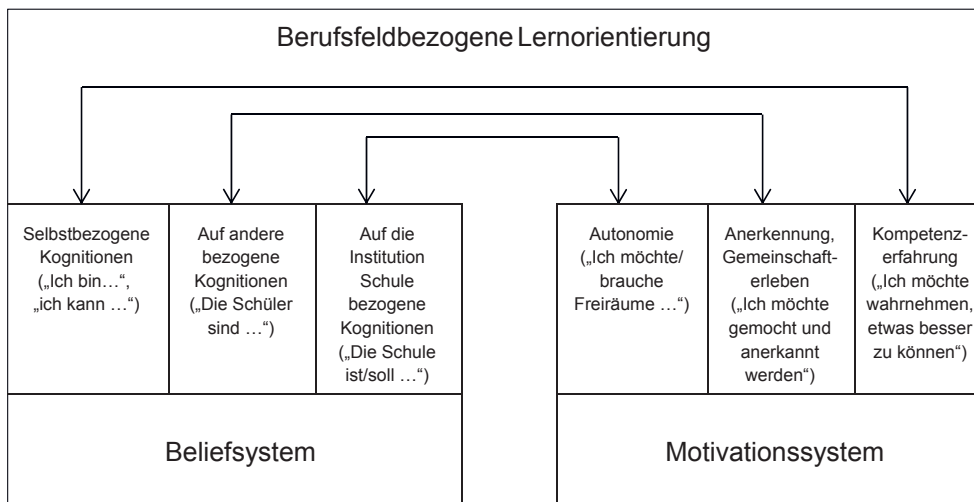 Berufsfeldbezogene Lernorientierung
Selbstbezogene
Kognitionen
(„Ich bin…“,
„ich kann …“)
Auf andere
bezogene
Kognitionen
(„Die Schüler
sind …“)
Auf die
Institution
Schule
bezogene
Kognitionen
(„Die Schule
ist/soll …“)
Autonomie
(„Ich möchte/
brauche
Freiräume …“)
Anerkennung,
Gemeinschaft-
erleben
(„Ich möchte
gemocht und
anerkannt
werden“)
Kompetenz-
erfahrung
(„Ich möchte
wahrnehmen,
etwas besser
zu können“)
Beliefsystem
Motivationssystem